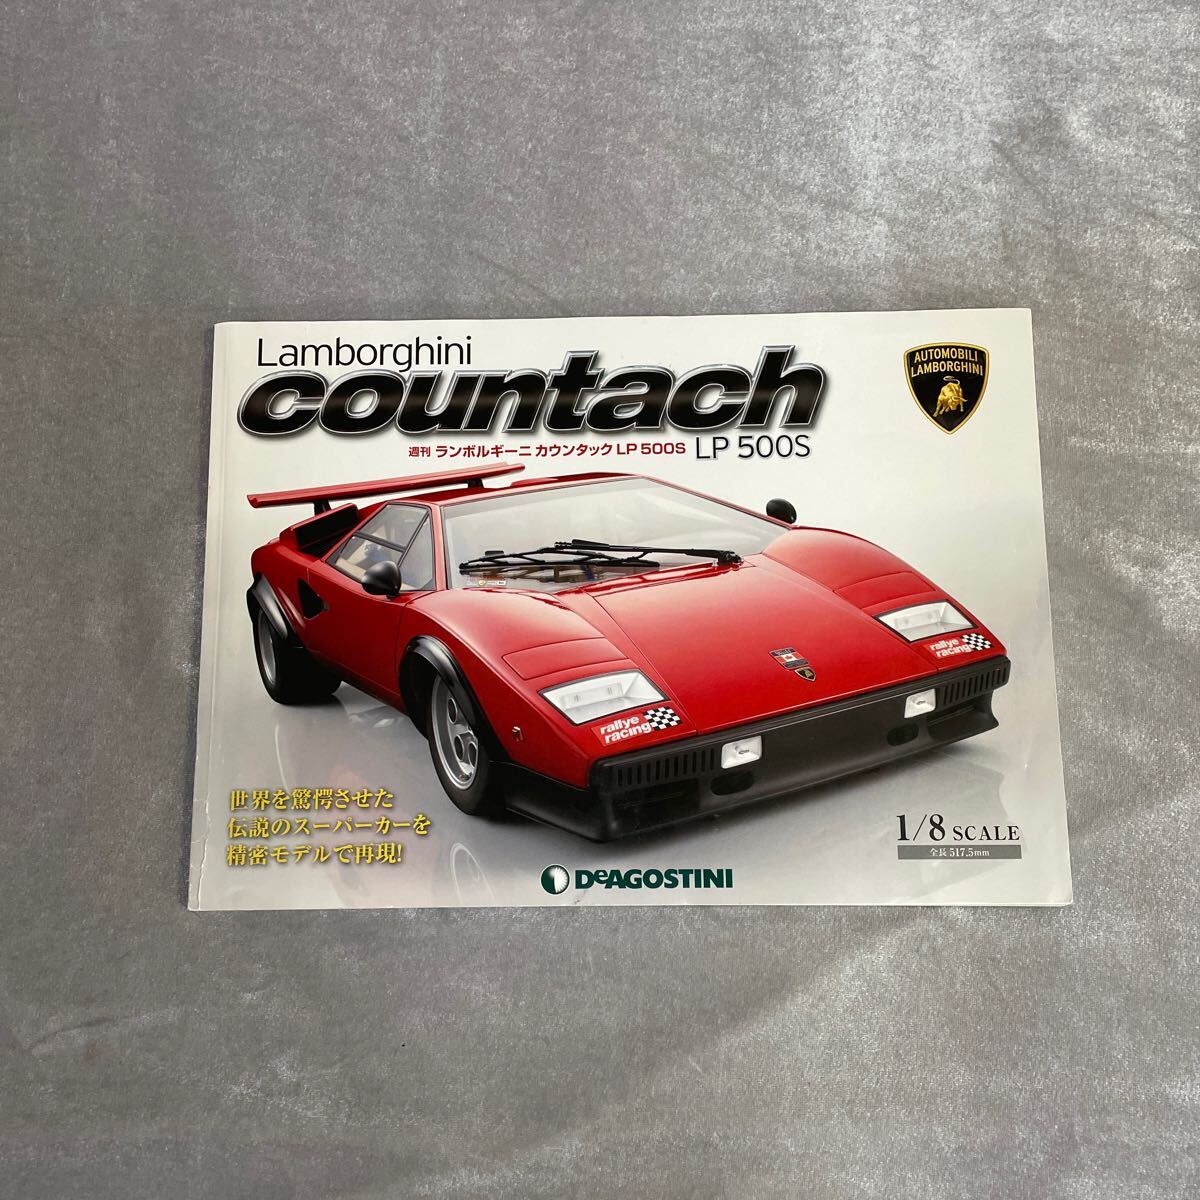 Lamborghini
countach
週刊 ランボルギーニ カウンタック LP 500S
LP 500S
AUTOMOBILI
LAMBORGHINI
rallye
racing
rallye
racing
世界を驚愕させた
伝説のスーパーカーを
精密モデルで再現!
1/8 SCALE
全長 517.5mm
DeAGOSTINI